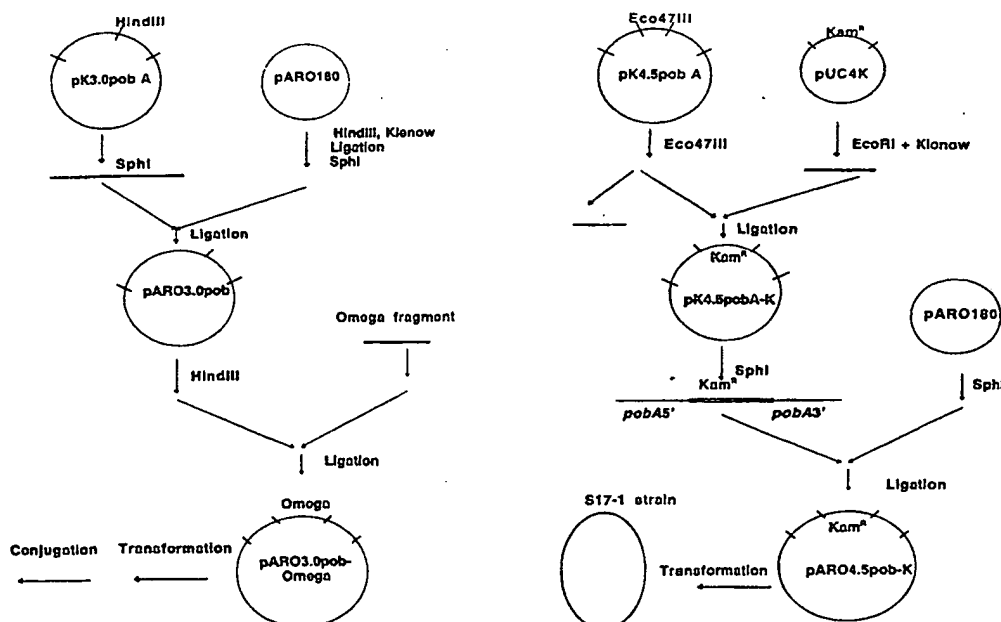 HindIII
pK3.0pob A
pARO180
HindIII, Klenow
Ligation
SphI
SphI
Ligation
pARO3.0pob
Omega fragment
HindIII
Ligation
Omega
pARO3.0pob-
Omega
Transformation
Conjugation
Eco47III
pK4.5pob A
Kam^R
pUC4K
Eco47III
EcoRI + Klenow
Ligation
Kam^R
pK4.5pobA-K
pARO180
SphI
Kam^R
pobA5'
pobA3'
SphI
Ligation
S17-1 strain
Kam^R
pARO4.5pob-K
Transformation